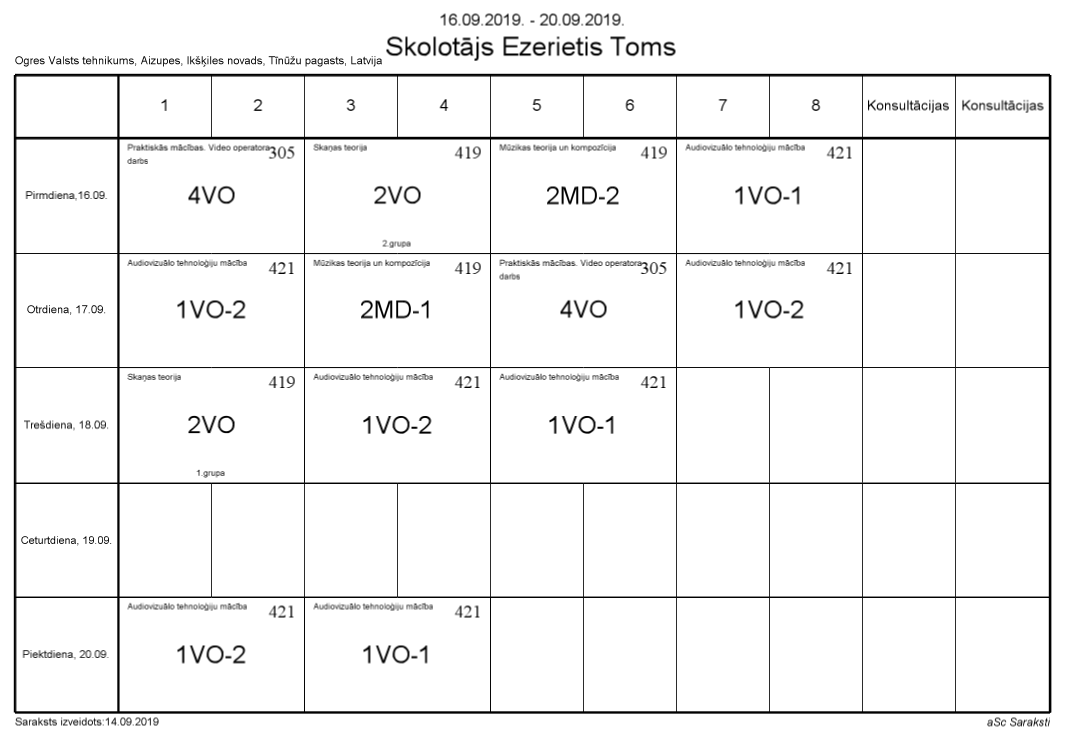 16.09.2019. - 20.09.2019.
Skolotājs Ezerietis Toms
Ogres Valsts tehnikums, Aizupes, Ikšķiles novads, Tīnūžu pagasts, Latvija
1 2 3 4 5 6 7 8 Konsultācijas Konsultācijas
Pirmdiena,16.09.
Praktiskās mācības. Video operatora
darbs
305
4VO
Skaņas teorija
419
2VO
2.grupa
Mūzikas teorija un kompozīcija
419
2MD-2
Audiovizuālo tehnoloģiju mācība
421
1VO-1
Otrdiena, 17.09.
Audiovizuālo tehnoloģiju mācība
421
1VO-2
Mūzikas teorija un kompozīcija
419
2MD-1
Praktiskās mācības. Video operatora
darbs
305
4VO
Audiovizuālo tehnoloģiju mācība
421
1VO-2
Trešdiena, 18.09.
Skaņas teorija
419
2VO
1.grupa
Audiovizuālo tehnoloģiju mācība
421
1VO-2
Audiovizuālo tehnoloģiju mācība
421
1VO-1
Ceturtdiena, 19.09.
Piektdiena, 20.09.
Audiovizuālo tehnoloģiju mācība
421
1VO-2
Audiovizuālo tehnoloģiju mācība
421
1VO-1
Saraksts izveidots:14.09.2019
aSc Saraksti